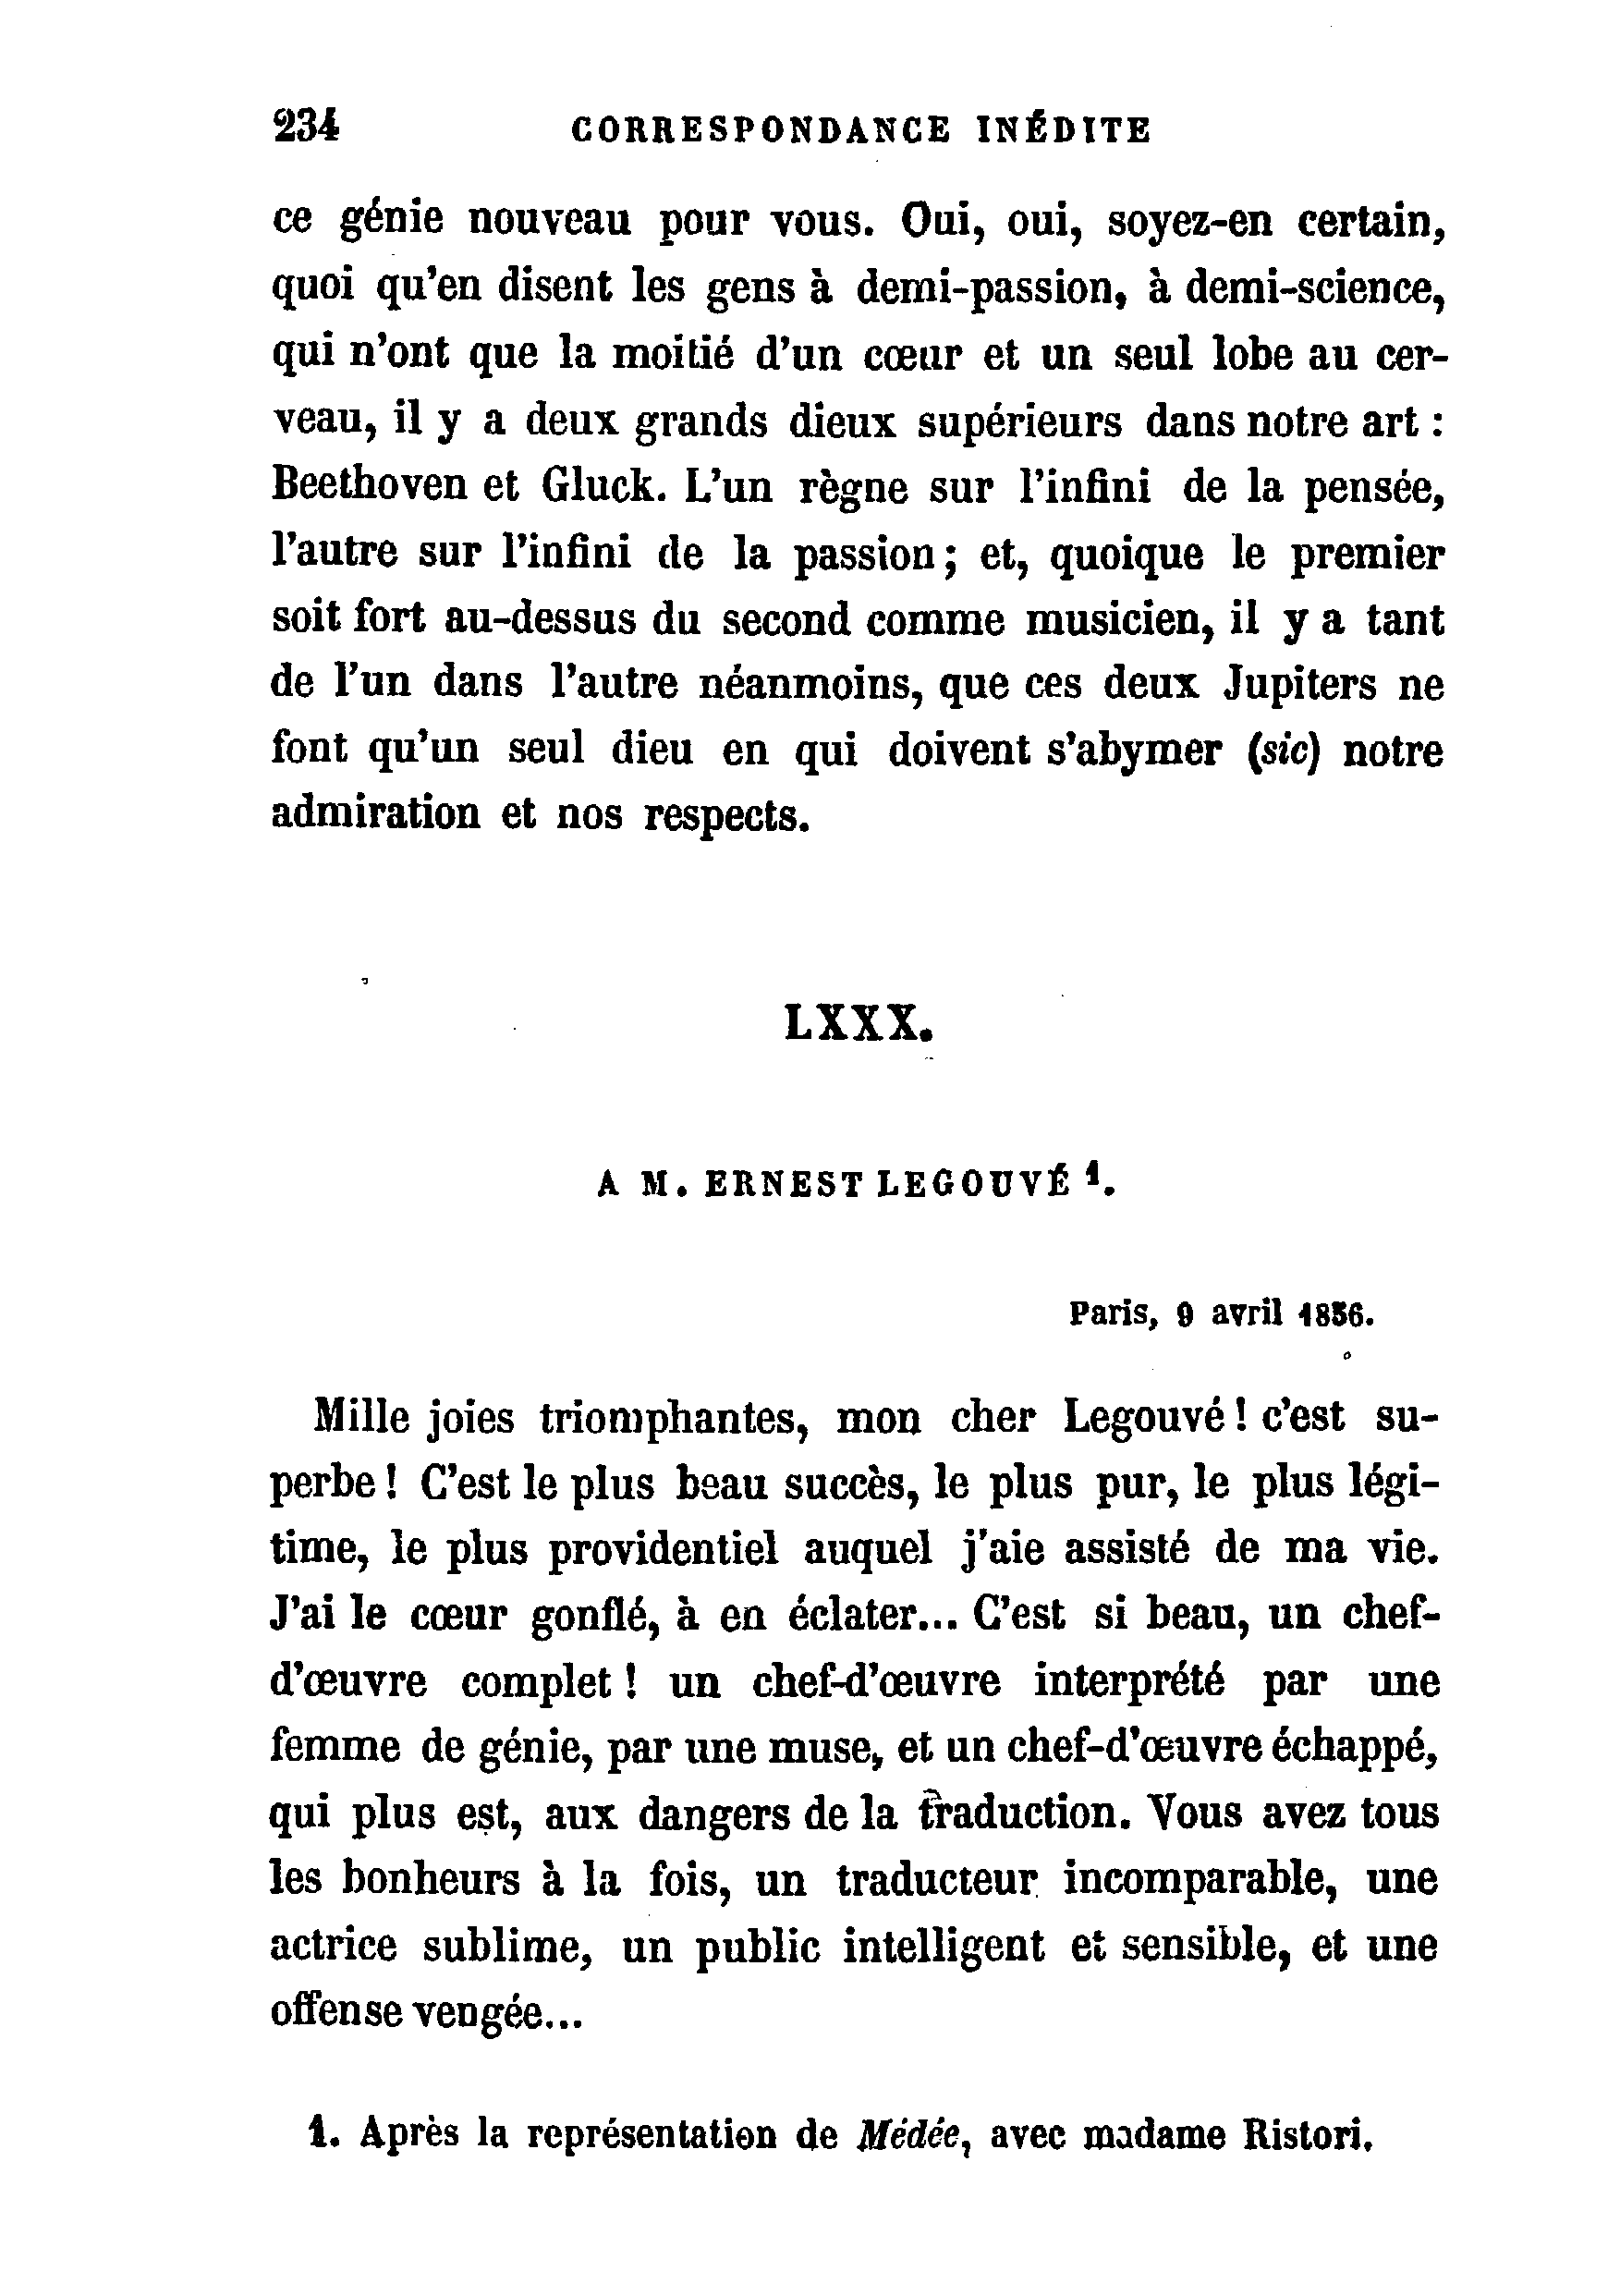 234 CORRESPONDANCE INÉDITE
ce génie nouveau pour vous. Oui, oui, soyez-en certain,
quoi qu'en disent les gens à demi-passion, à demi-science,
qui n'ont que la moitié d'un cœur et un seul lobe au cer-
veau, il y a deux grands dieux supérieurs dans notre art :
Beethoven et Gluck. L'un règne sur l'infini de la pensée,
l'autre sur l'infini de la passion; et, quoique le premier
soit fort au-dessus du second comme musicien, il y a tant
de l'un dans l'autre néanmoins, que ces deux Jupiters ne
font qu'un seul dieu en qui doivent s'abymer (sic) notre
admiration et nos respects.
LXXX.
A M. ERNEST LEGOUVÉ 1.
Paris, 9 avril 1856.
Mille joies triomphantes, mon cher Legouvé! c'est su-
perbe! C'est le plus beau succès, le plus pur, le plus légi-
time, le plus providentiel auquel j'aie assisté de ma vie.
J'ai le cœur gonflé, à en éclater... C'est si beau, un chef-
d'œuvre complet! un chef-d'œuvre interprété par une
femme de génie, par une muse, et un chef-d'œuvre échappé,
qui plus est, aux dangers de la traduction. Vous avez tous
les bonheurs à la fois, un traducteur incomparable, une
actrice sublime, un public intelligent et sensible, et une
offense vengée...
1. Après la représentation de Médée, avec madame Ristori.